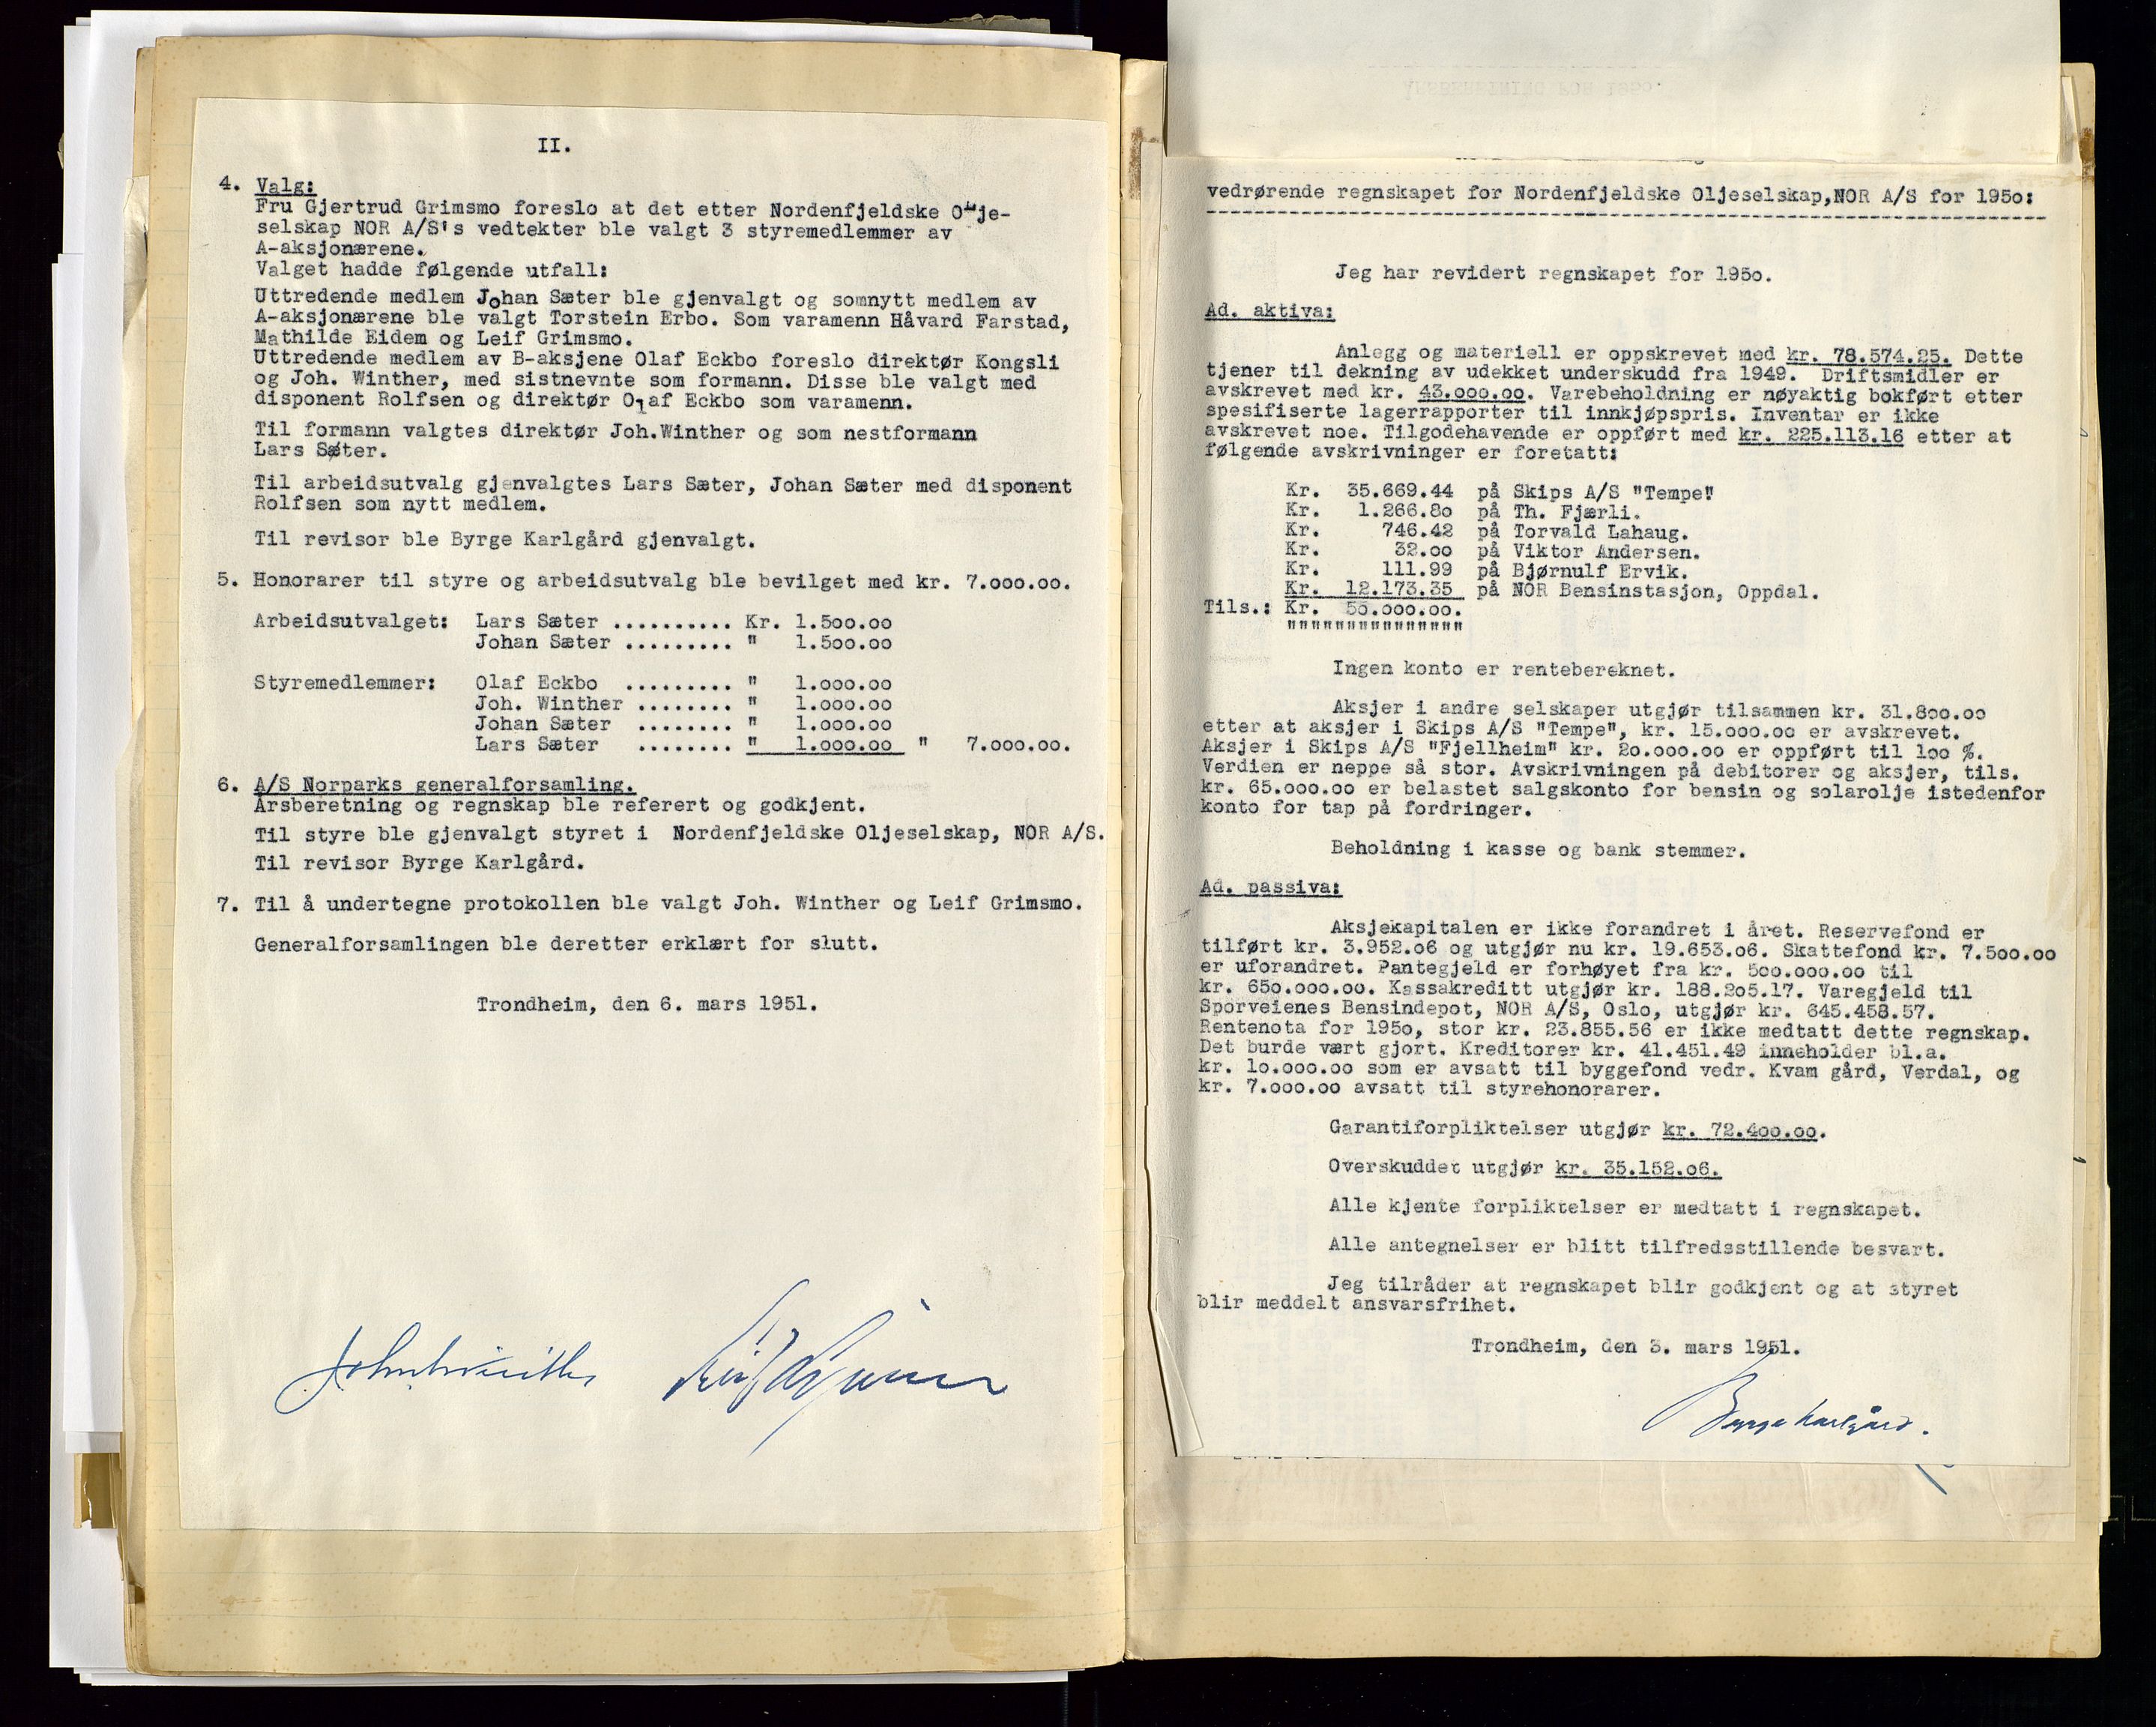 II.
4. Valg:
Fru Gjertrud Grimsmo foreslo at det etter Nordenfjeldske Olje-
selskap NOR A/S's vedtekter ble valgt 3 styremedlemmer av
A-aksjonærene.
Valget hadde følgende utfall:
Uttredende medlem Johan Sæter ble gjenvalgt og somnytt medlem av
A-aksjonærene ble valgt Torstein Erbo. Som varamenn Håvard Farstad,
Mathilde Eidem og Leif Grimsmo.
Uttredende medlem av B-aksjene Olaf Eckbo foreslo direktør Kongsli
og Joh. Winther, med sistnevnte som formann. Disse ble valgt med
disponent Rolfsen og direktør Olaf Eckbo som varamenn.
Til formann valgtes direktør Joh.Winther og som nestformann
Lars Sæter.
Til arbeidsutvalg gjenvalgtes Lars Sæter, Johan Sæter med disponent
Rolfsen som nytt medlem.
Til revisor ble Byrge Karlgård gjenvalgt.
5. Honorarer til styre og arbeidsutvalg ble bevilget med kr. 7.000.00.
Arbeidsutvalget: Lars Sæter .......... Kr. 1.500.00
Johan Sæter ......... " 1.500.00
Styremedlemmer: Olaf Eckbo ......... " 1.000.00
Joh. Winther ........ " 1.000.00
Johan Sæter ........ " 1.000.00
Lars Sæter ........ " 1.000.00 " 7.000.00.
6. A/S Norparks generalforsamling.
Årsberetning og regnskap ble referert og godkjent.
Til styre ble gjenvalgt styret i Nordenfjeldske Oljeselskap, NOR A/S.
Til revisor Byrge Karlgård.
7. Til å undertegne protokollen ble valgt Joh. Winther og Leif Grimsmo.
Generalforsamlingen ble deretter erklært for slutt.
Trondheim, den 6. mars 1951.
Joh Winther Leif Grimsmo
vedrørende regnskapet for Nordenfjeldske Oljeselskap,NOR A/S for 1950:
Jeg har revidert regnskapet for 1950.
Ad. aktiva:
Anlegg og materiell er oppskrevet med kr. 78.574.25. Dette
tjener til dekning av udekket underskudd fra 1949. Driftsmidler er
avskrevet med kr. 43.000.00. Varebeholdning er nøyaktig bokført etter
spesifiserte lagerrapporter til innkjøpspris. Inventar er ikke
avskrevet noe. Tilgodehavende er oppført med kr. 225.113.16 etter at
følgende avskrivninger er foretatt:
Kr. 35.669.44 på Skips A/S "Tempe"
Kr. 1.266.80 på Th. Fjærli.
Kr. 746.42 på Torvald Lahaug.
Kr. 32.00 på Viktor Andersen.
Kr. 111.99 på Bjørnulf Ervik.
Kr. 12.173.35 på NOR Bensinstasjon, Oppdal.
Tils.: Kr. 50.000.00.
"""""""""""""""
Ingen konto er rentebereknet.
Aksjer i andre selskaper utgjør tilsammen kr. 31.800.00
etter at aksjer i Skips A/S "Tempe", kr. 15.000.00 er avskrevet.
Aksjer i Skips A/S "Fjellheim" kr. 20.000.00 er oppført til 100 %.
Verdien er neppe så stor. Avskrivningen på debitorer og aksjer, tils.
kr. 65.000.00 er belastet salgskonto for bensin og solarolje istedenfor
konto for tap på fordringer.
Beholdning i kasse og bank stemmer.
Ad. passiva:
Aksjekapitalen er ikke forandret i året. Reservefond er
tilført kr. 3.952.06 og utgjør nu kr. 19.653.06. Skattefond kr. 7.500.00
er uforandret. Pantegjeld er forhøyet fra kr. 500.000.00 til
kr. 650.000.00. Kassakreditt utgjør kr. 188.205.17. Varegjeld til
Sporveienes Bensindepot, NOR A/S, Oslo, utgjør kr. 645.458.57.
Rentenota for 1950, stor kr. 23.855.56 er ikke medtatt dette regnskap.
Det burde vært gjort. Kreditorer kr. 41.451.49 inneholder bl.a.
kr. 10.000.00 som er avsatt til byggefond vedr. Kvam gård, Verdal, og
kr. 7.000.00 avsatt til styrehonorarer.
Garantiforpliktelser utgjør kr. 72.400.00.
Overskuddet utgjør kr. 35.152.06.
Alle kjente forpliktelser er medtatt i regnskapet.
Alle antegnelser er blitt tilfredsstillende besvart.
Jeg tilråder at regnskapet blir godkjent og at styret
blir meddelt ansvarsfrihet.
Trondheim, den 3. mars 1951.
Byrge Karlgård.